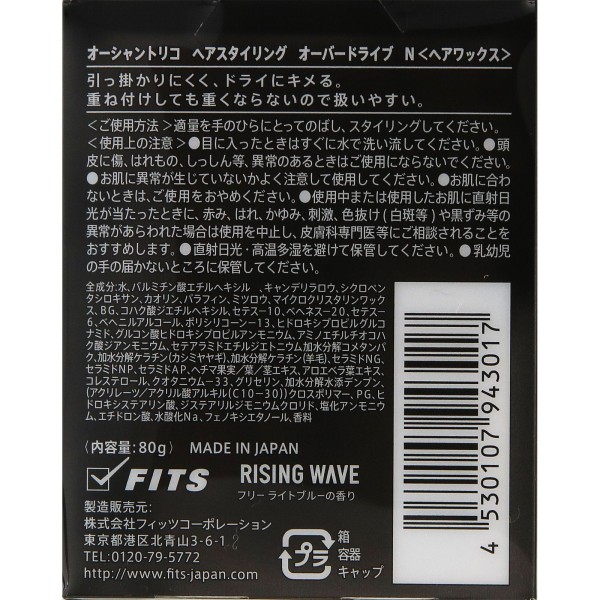 オーシャントリコ ヘアスタイリング オーバードライブ N<ヘアワックス>
引っ掛かりにくく、ドライにキメる。
重ね付けしても重くならないので扱いやすい。
<ご使用方法>適量を手のひらにとってのばし、スタイリングしてください。
<使用上の注意>●目に入ったときはすぐに水で洗い流してください。●頭
皮に傷、はれもの、しっしん等、異常のあるときはご使用にならないでください。
●お肌に異常が生じていないかよく注意して使用してください。●お肌に合わ
ないときは、ご使用をおやめください。●使用中または使用したお肌に直射日
光が当たったときに、赤み、はれ、かゆみ、刺激、色抜け(白斑等)や黒ずみ等の
異常があらわれた場合は使用を中止し、皮膚科専門医等にご相談されることを
おすすめします。●直射日光・高温多湿を避けて保管してください。●乳幼児
の手の届かないところに保管してください。
全成分:水、パルミチン酸エチルヘキシル、キャンデリラロウ、シクロペン
タシロキサン、カオリン、パラフィン、ミツロウ、マイクロクリスタリンワック
ス、BG、コハク酸ジエチルヘキシル、セテス-10、ベヘネス-20、セテス-
6、ベヘニルアルコール、ポリシリコーン-13、ヒドロキシプロピルグルコ
ナミド、グルコン酸ヒドロキシプロピルアンモニウム、アミノエチルチオコハ
ク酸ジアンモニウム、セテアラミドエチルジエトニウム加水分解コメタンパ
ク、加水分解ケラチン(カシミヤヤギ)、加水分解ケラチン(羊毛)、セラミドNG、
セラミドNP、セラミドAP、ヘチマ果実/葉/茎エキス、アロエベラ葉エキス、
コレステロール、クオタニウム-33、グリセリン、加水分解水添デンプン、
(アクリレーツ/アクリル酸アルキル(C10-30))クロスポリマー、PG、ヒ
ドロキシステアリン酸、ジステアリルジモニウムクロリド、塩化アンモニウ
ム、エチドロン酸、水酸化Na、フェノキシエタノール、香料
〈内容量:80g〉 MADE IN JAPAN
FITS RISING WAVE
フリー ライトブルーの香り
製造販売元:
株式会社フィッツコーポレーション
東京都港区北青山3-6-1
TEL:0120-79-5772
http://www.fits-japan.com/
プラ
箱
容器
キャップ
4 530107 943017